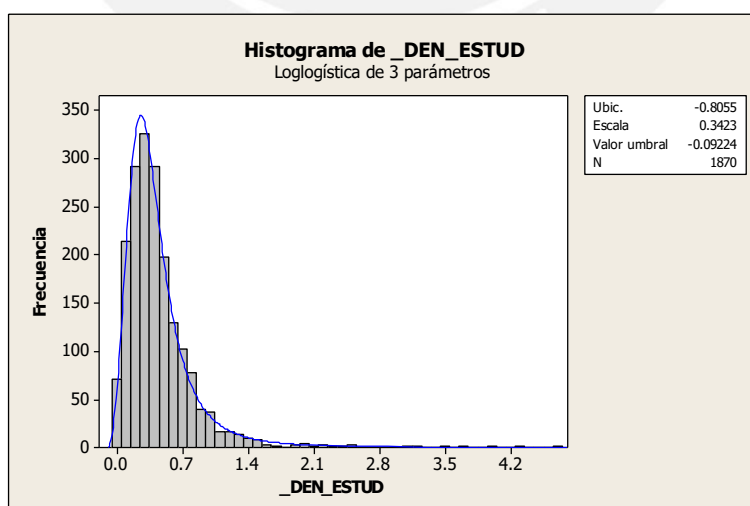 Histograma de _DEN_ESTUD
Loglogística de 3 parámetros
Ubic. -0.8055
Escala 0.3423
Valor umbral -0.09224
N 1870
350
300
250
200
150
100
50
0
Frecuencia
0.0 0.7 1.4 2.1 2.8 3.5 4.2
_DEN_ESTUD